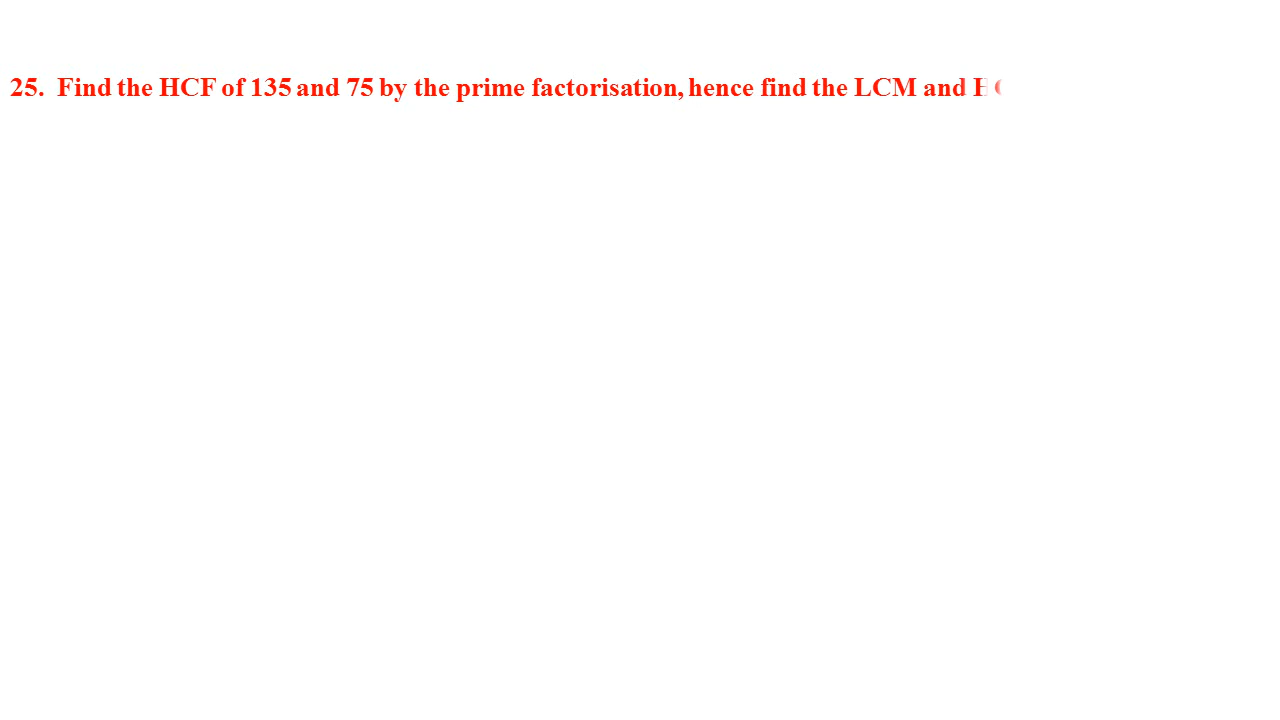 25. Find the HCF of 135 and 75 by the prime factorisation, hence find the LCM and